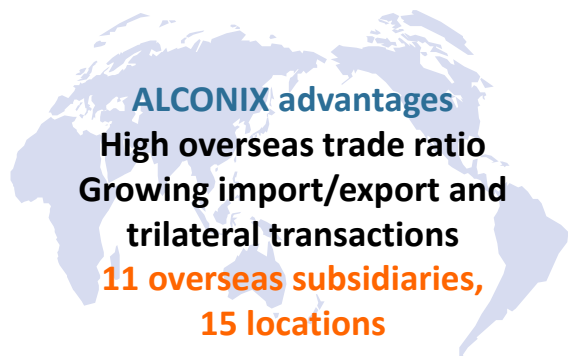 ALCONIX advantages
High overseas trade ratio
Growing import/export and
trilateral transactions
11 overseas subsidiaries,
15 locations